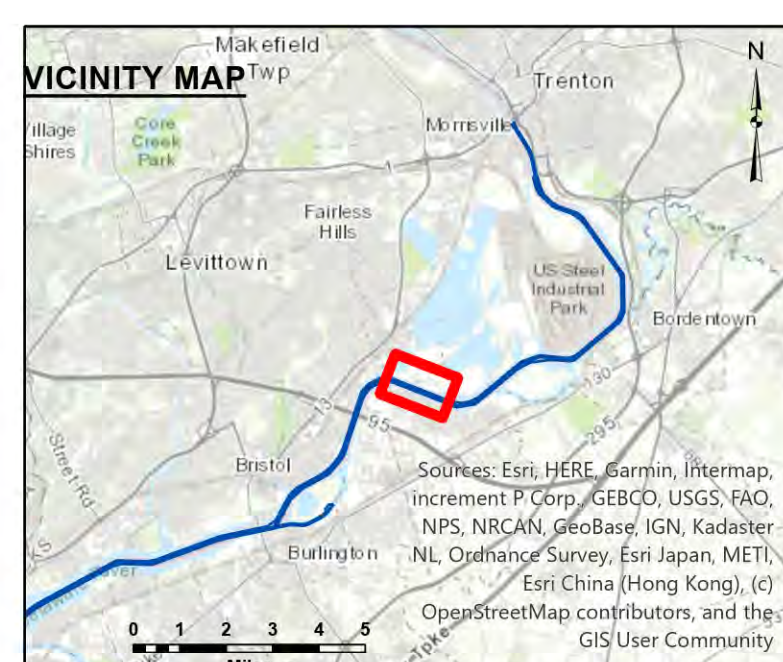 Makefield
VICINITY MAP Twp
N
Trenton
Core
Creek
Park
Shires
Morrisville
1
Fairless
Hills
Levittown
US Steel
Industrial
Park
Bordentown
130
13
95
295
Street Rd
Bristol
Burlington
Sources: Esri, HERE, Garmin, Intermap,
increment P Corp., GEBCO, USGS, FAO,
NPS, NRCAN, GeoBase, IGN, Kadaster
NL, Ordnance Survey, Esri Japan, METI,
Esri China (Hong Kong), (c)
OpenStreetMap contributors, and the
GIS User Community
0 1 2 3 4 5
Tpke